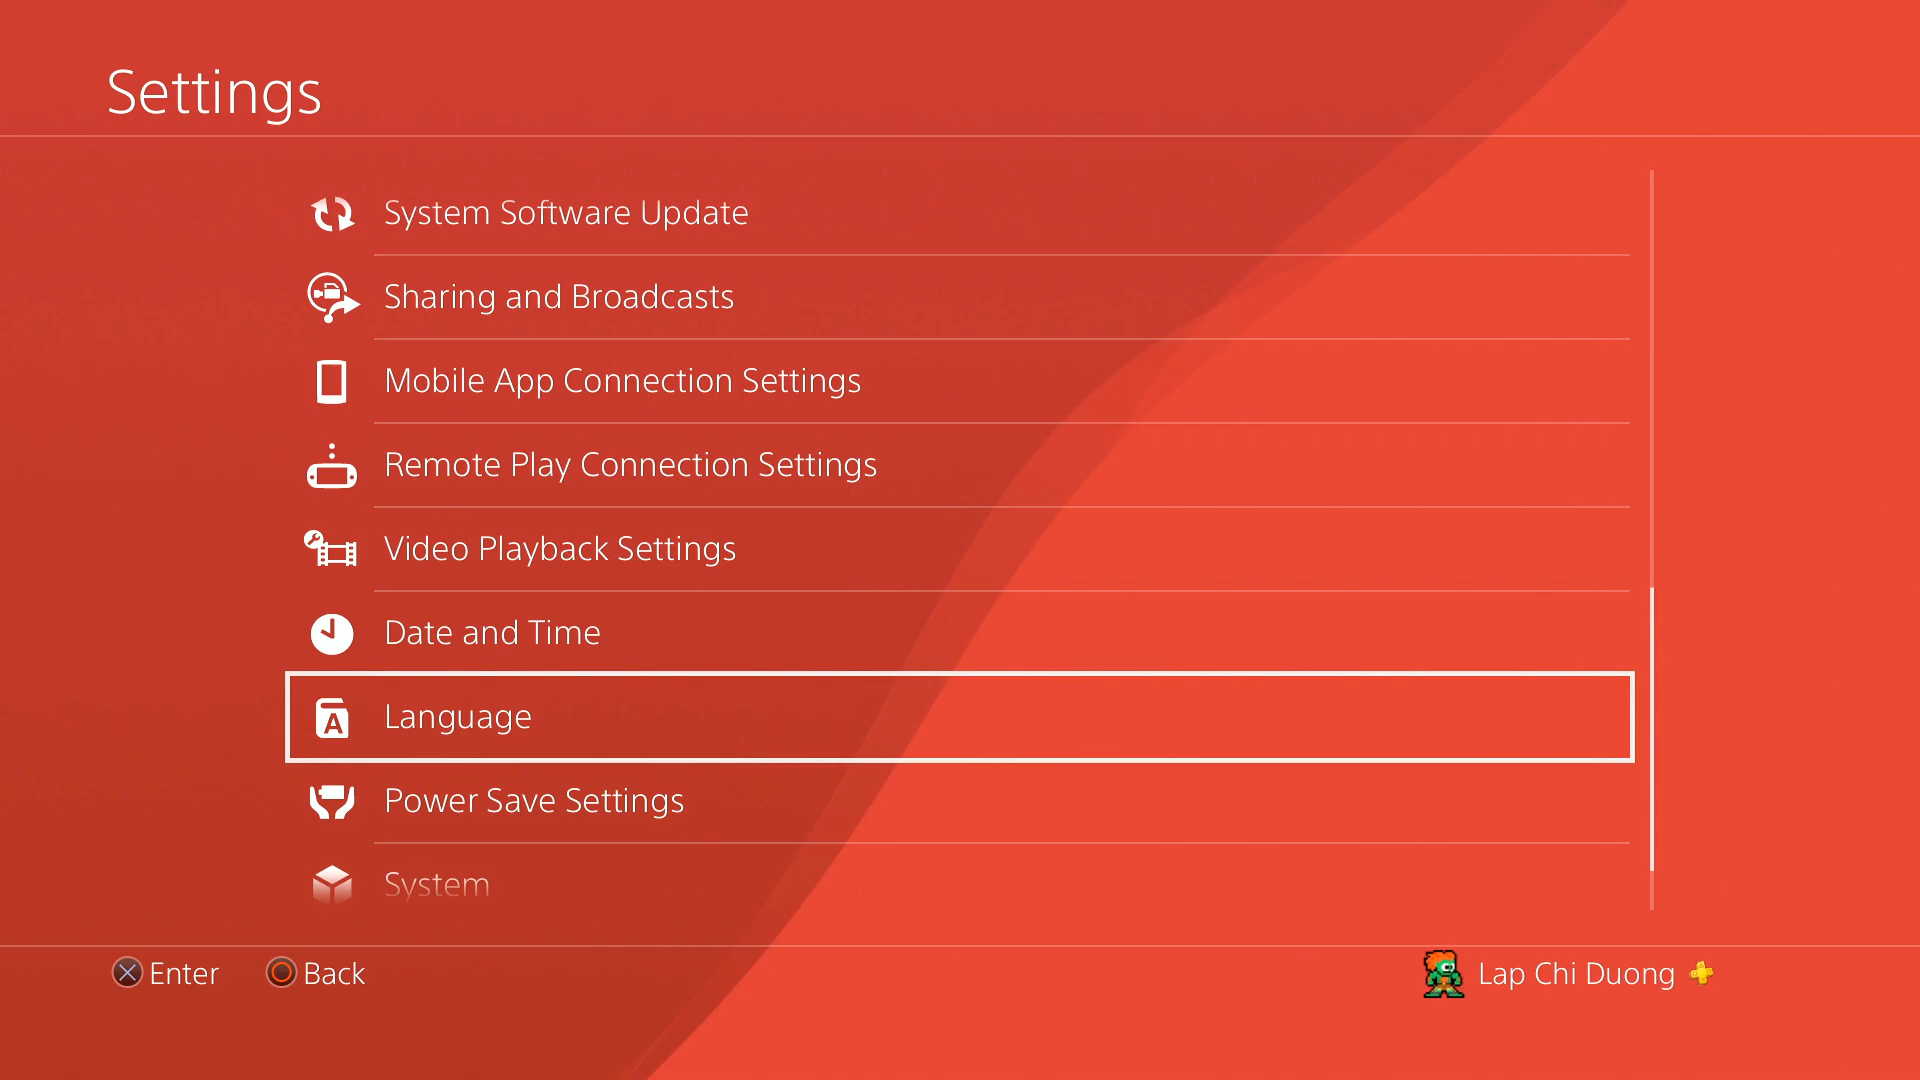 Settings
System Software Update
Sharing and Broadcasts
Mobile App Connection Settings
Remote Play Connection Settings
Video Playback Settings
Date and Time
A Language
Power Save Settings
System
Enter Back Lap Chi Duong